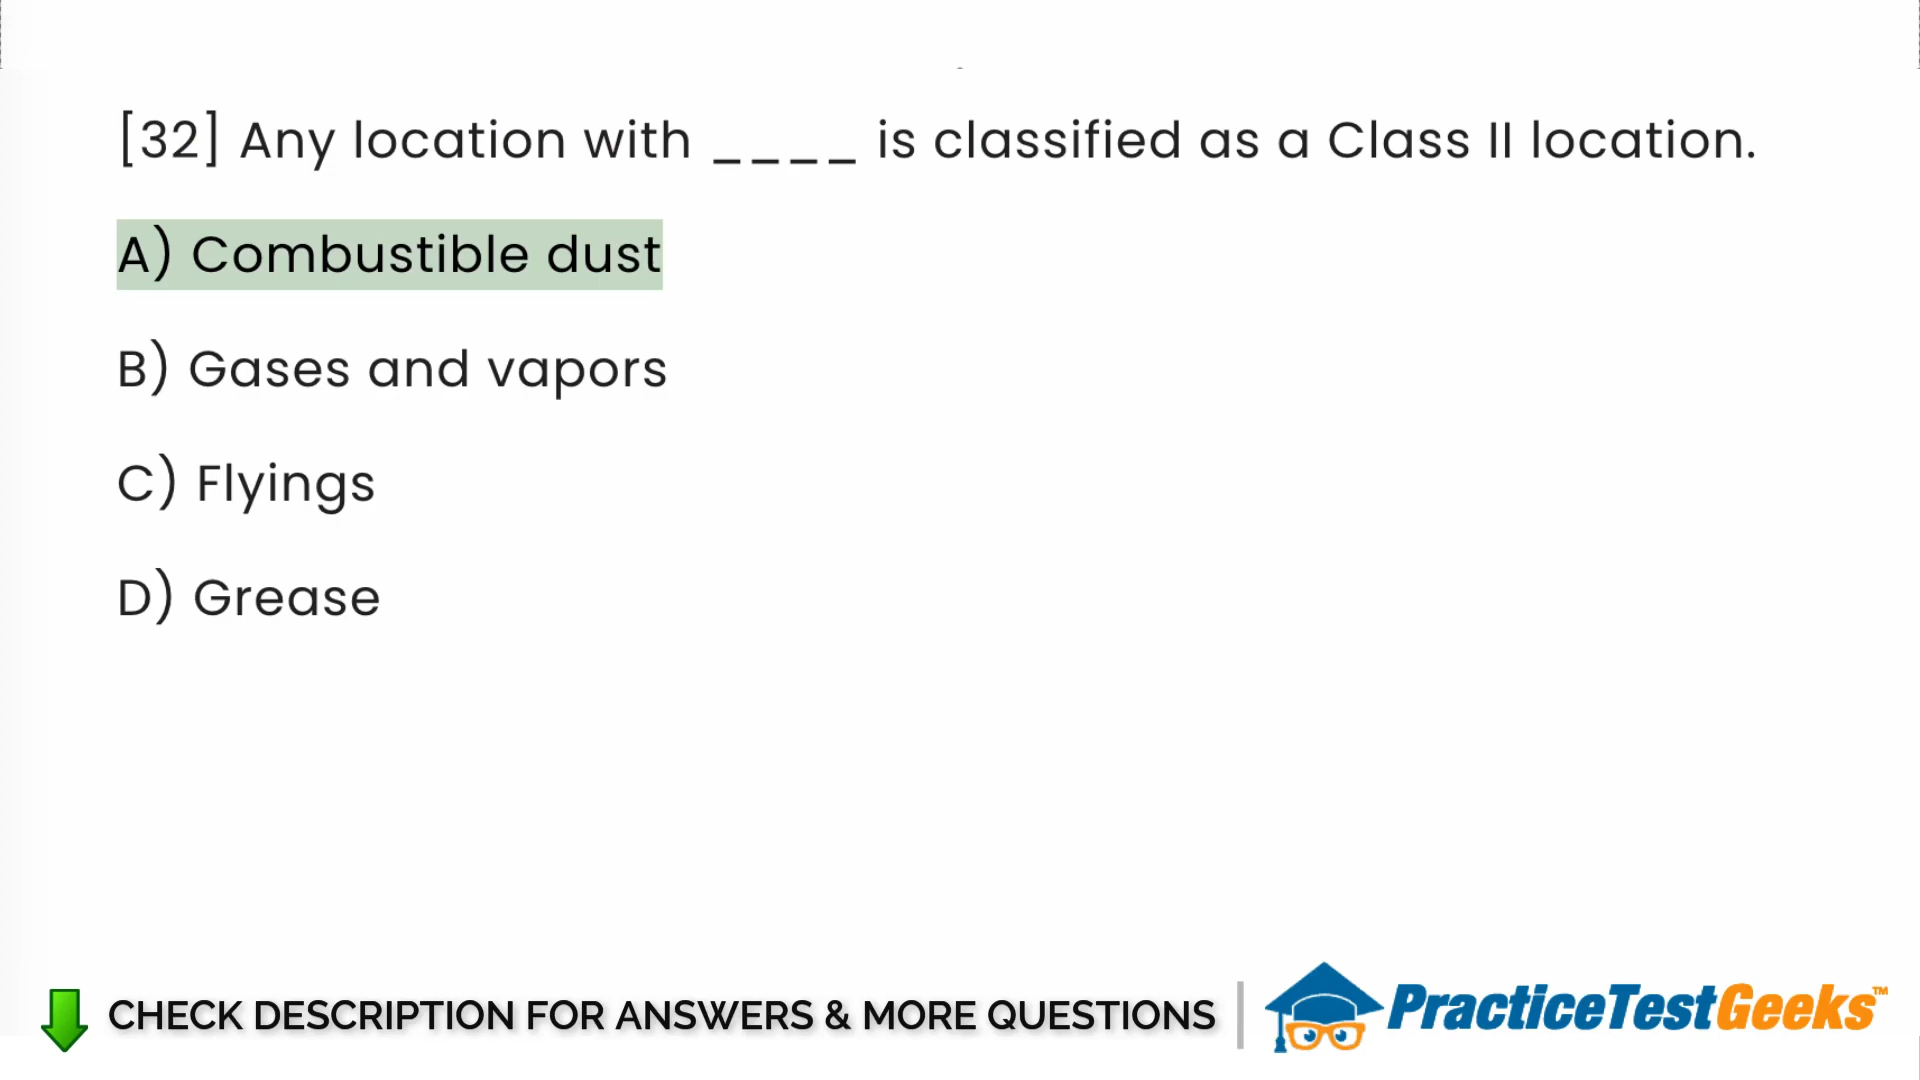 [32] Any location with ____ is classified as a Class II location.
A) Combustible dust
B) Gases and vapors
C) Flyings
D) Grease
CHECK DESCRIPTION FOR ANSWERS & MORE QUESTIONS
PracticeTestGeeks™